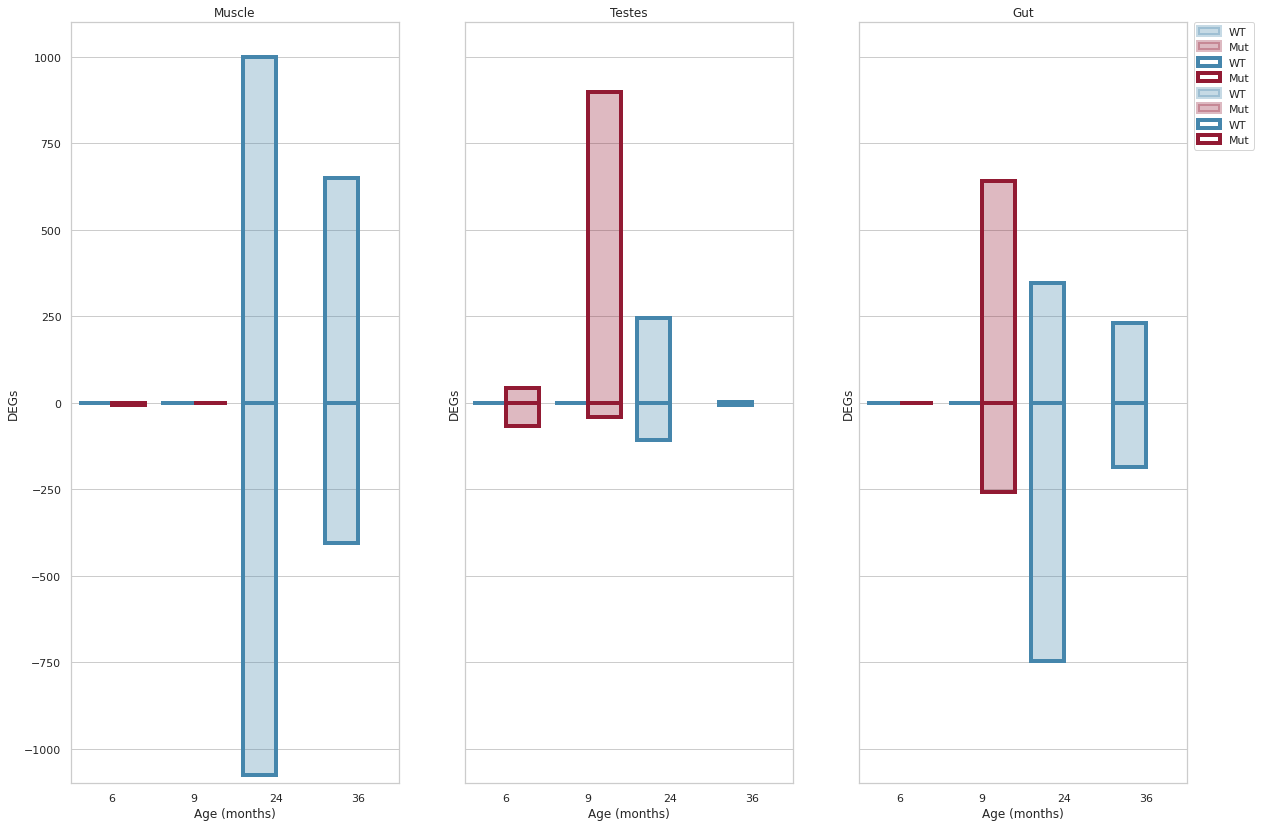 Muscle
Testes
Gut
1000
750
500
250
0
−250
−500
−750
−1000
DEGs
DEGs
DEGs
6 9 24 36
6 9 24 36
6 9 24 36
Age (months)
Age (months)
Age (months)
WT
Mut
WT
Mut
WT
Mut
WT
Mut